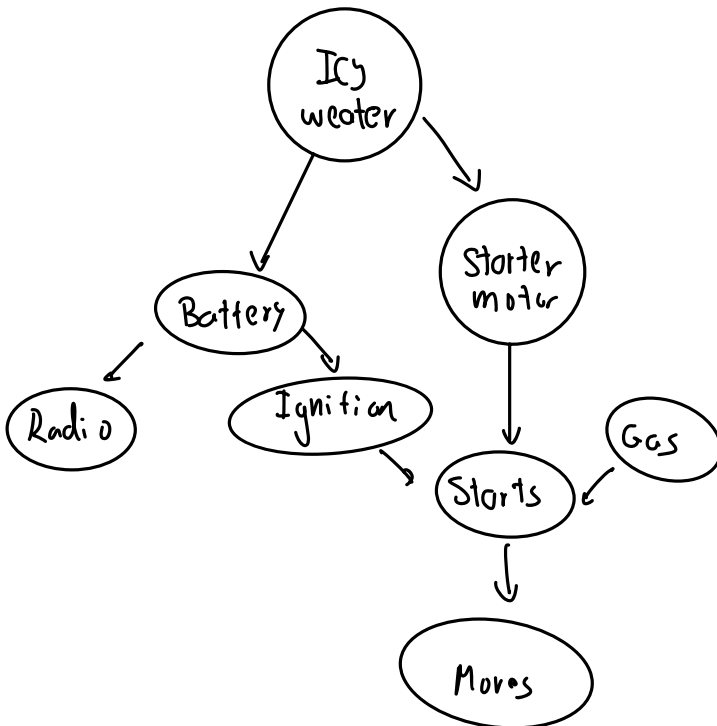 Icy
weater
Starter
motor
Battery
Radio
Ignition
Gas
Starts
Moves